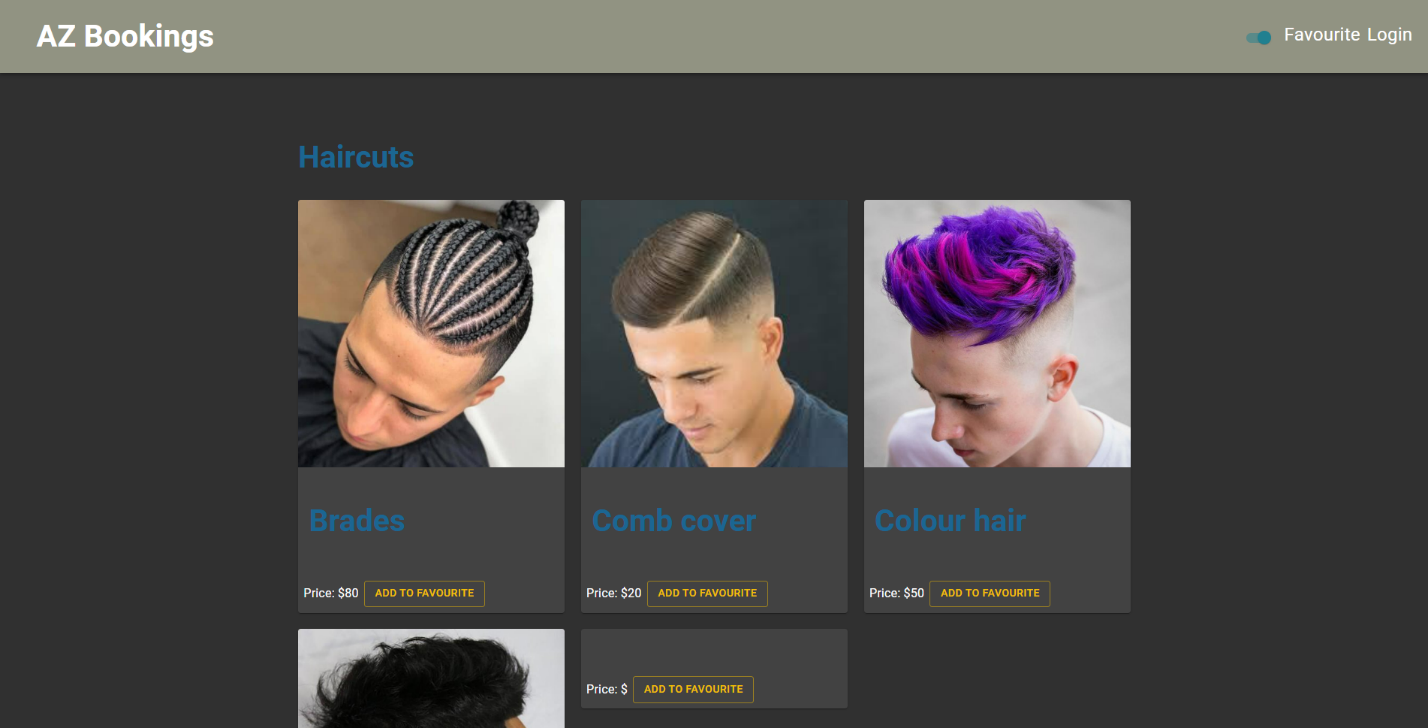 AZ Bookings
Favourite Login
Haircuts
Brades
Comb cover
Colour hair
Price: $80 ADD TO FAVOURITE
Price: $20 ADD TO FAVOURITE
Price: $50 ADD TO FAVOURITE
Price: $ ADD TO FAVOURITE